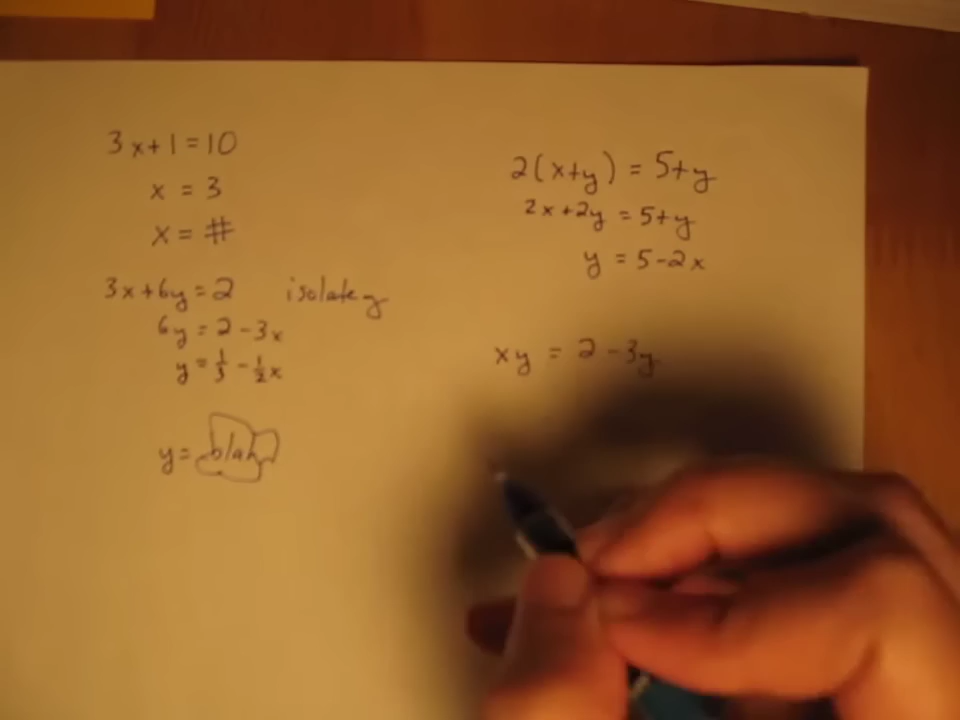 3x+1=10
x = 3
x = #
3x+6y=2 isolate y
6y=2-3x
y=1/3-1/2x
y=blah
2(x+y) = 5+y
2x+2y = 5+y
y = 5-2x
xy = 2-3y